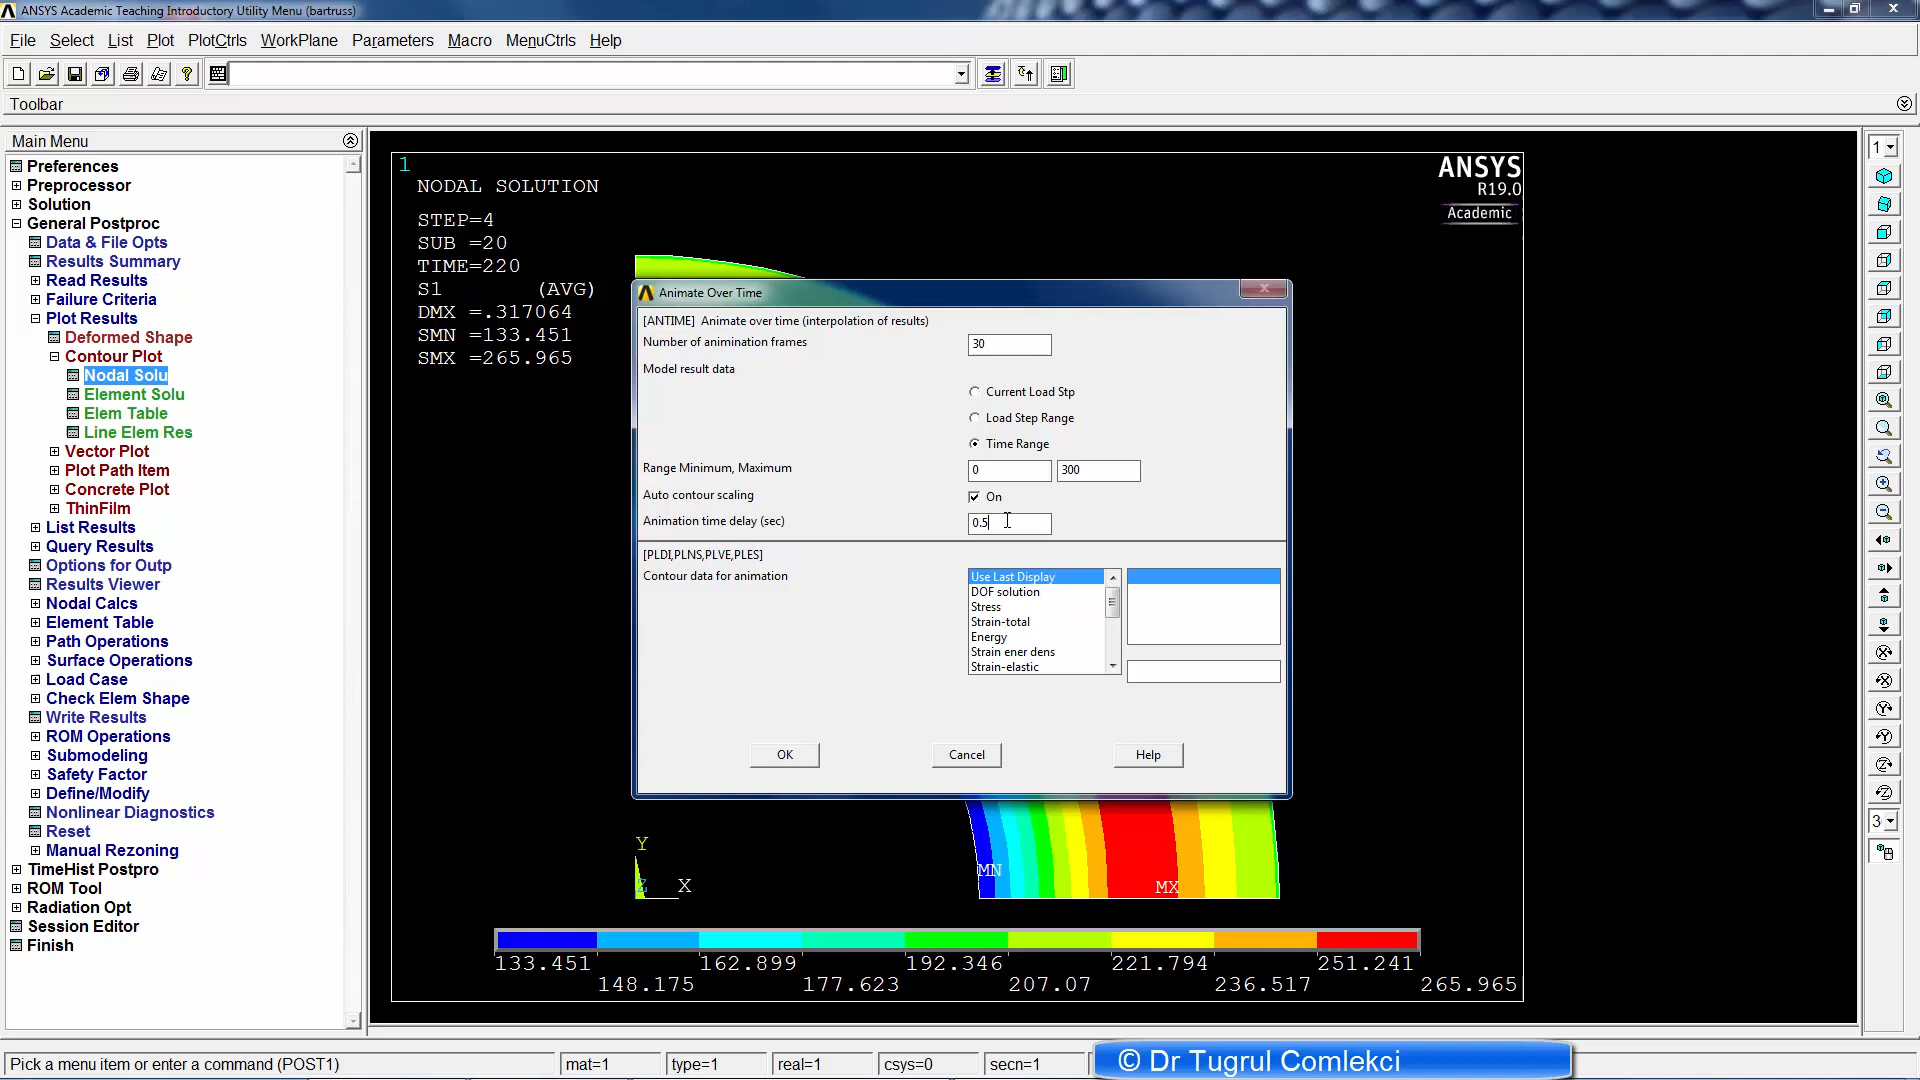 ANSYS Academic Teaching Introductory Utility Menu (bartruss)
File Select List Plot PlotCtrls WorkPlane Parameters Macro MenuCtrls Help
Toolbar
Main Menu
Preferences
Preprocessor
Solution
General Postproc
Data & File Opts
Results Summary
Read Results
Failure Criteria
Plot Results
Deformed Shape
Contour Plot
Nodal Solu
Element Solu
Elem Table
Line Elem Res
Vector Plot
Plot Path Item
Concrete Plot
ThinFilm
List Results
Query Results
Options for Outp
Results Viewer
Nodal Calcs
Element Table
Path Operations
Surface Operations
Load Case
Check Elem Shape
Write Results
ROM Operations
Submodeling
Safety Factor
Define/Modify
Nonlinear Diagnostics
Reset
Manual Rezoning
TimeHist Postpro
ROM Tool
Radiation Opt
Session Editor
Finish
1
NODAL SOLUTION
STEP=4
SUB =20
TIME=220
S1 (AVG)
DMX =.317064
SMN =133.451
SMX =265.965
ANSYS
R19.0
Academic
Animate Over Time
[ANTIME] Animate over time (interpolation of results)
Number of animination frames 30
Model result data
Current Load Stp
Load Step Range
Time Range
Range Minimum, Maximum 0 300
Auto contour scaling On
Animation time delay (sec) 0.5
[PLDI,PLNS,PLVE,PLES]
Contour data for animation
Use Last Display
DOF solution
Stress
Strain-total
Energy
Strain ener dens
Strain-elastic
OK Cancel Help
Y
Z X
MN
MX
133.451 162.899 192.346 221.794 251.241
148.175 177.623 207.07 236.517 265.965
1
3
Pick a menu item or enter a command (POST1) mat=1 type=1 real=1 csys=0 secn=1
© Dr Tugrul Comlekci